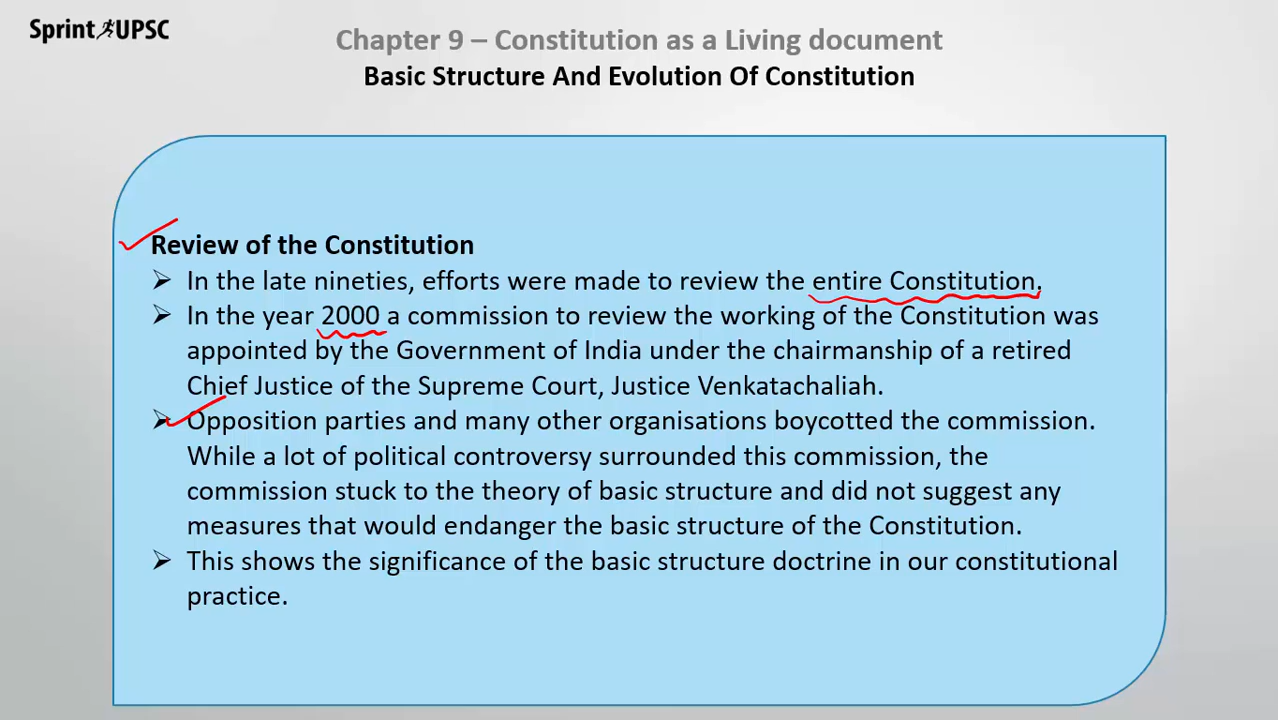 Sprint UPSC
Chapter 9 – Constitution as a Living document
Basic Structure And Evolution Of Constitution
Review of the Constitution
In the late nineties, efforts were made to review the entire Constitution.
In the year 2000 a commission to review the working of the Constitution was
appointed by the Government of India under the chairmanship of a retired
Chief Justice of the Supreme Court, Justice Venkatachaliah.
Opposition parties and many other organisations boycotted the commission.
While a lot of political controversy surrounded this commission, the
commission stuck to the theory of basic structure and did not suggest any
measures that would endanger the basic structure of the Constitution.
This shows the significance of the basic structure doctrine in our constitutional
practice.